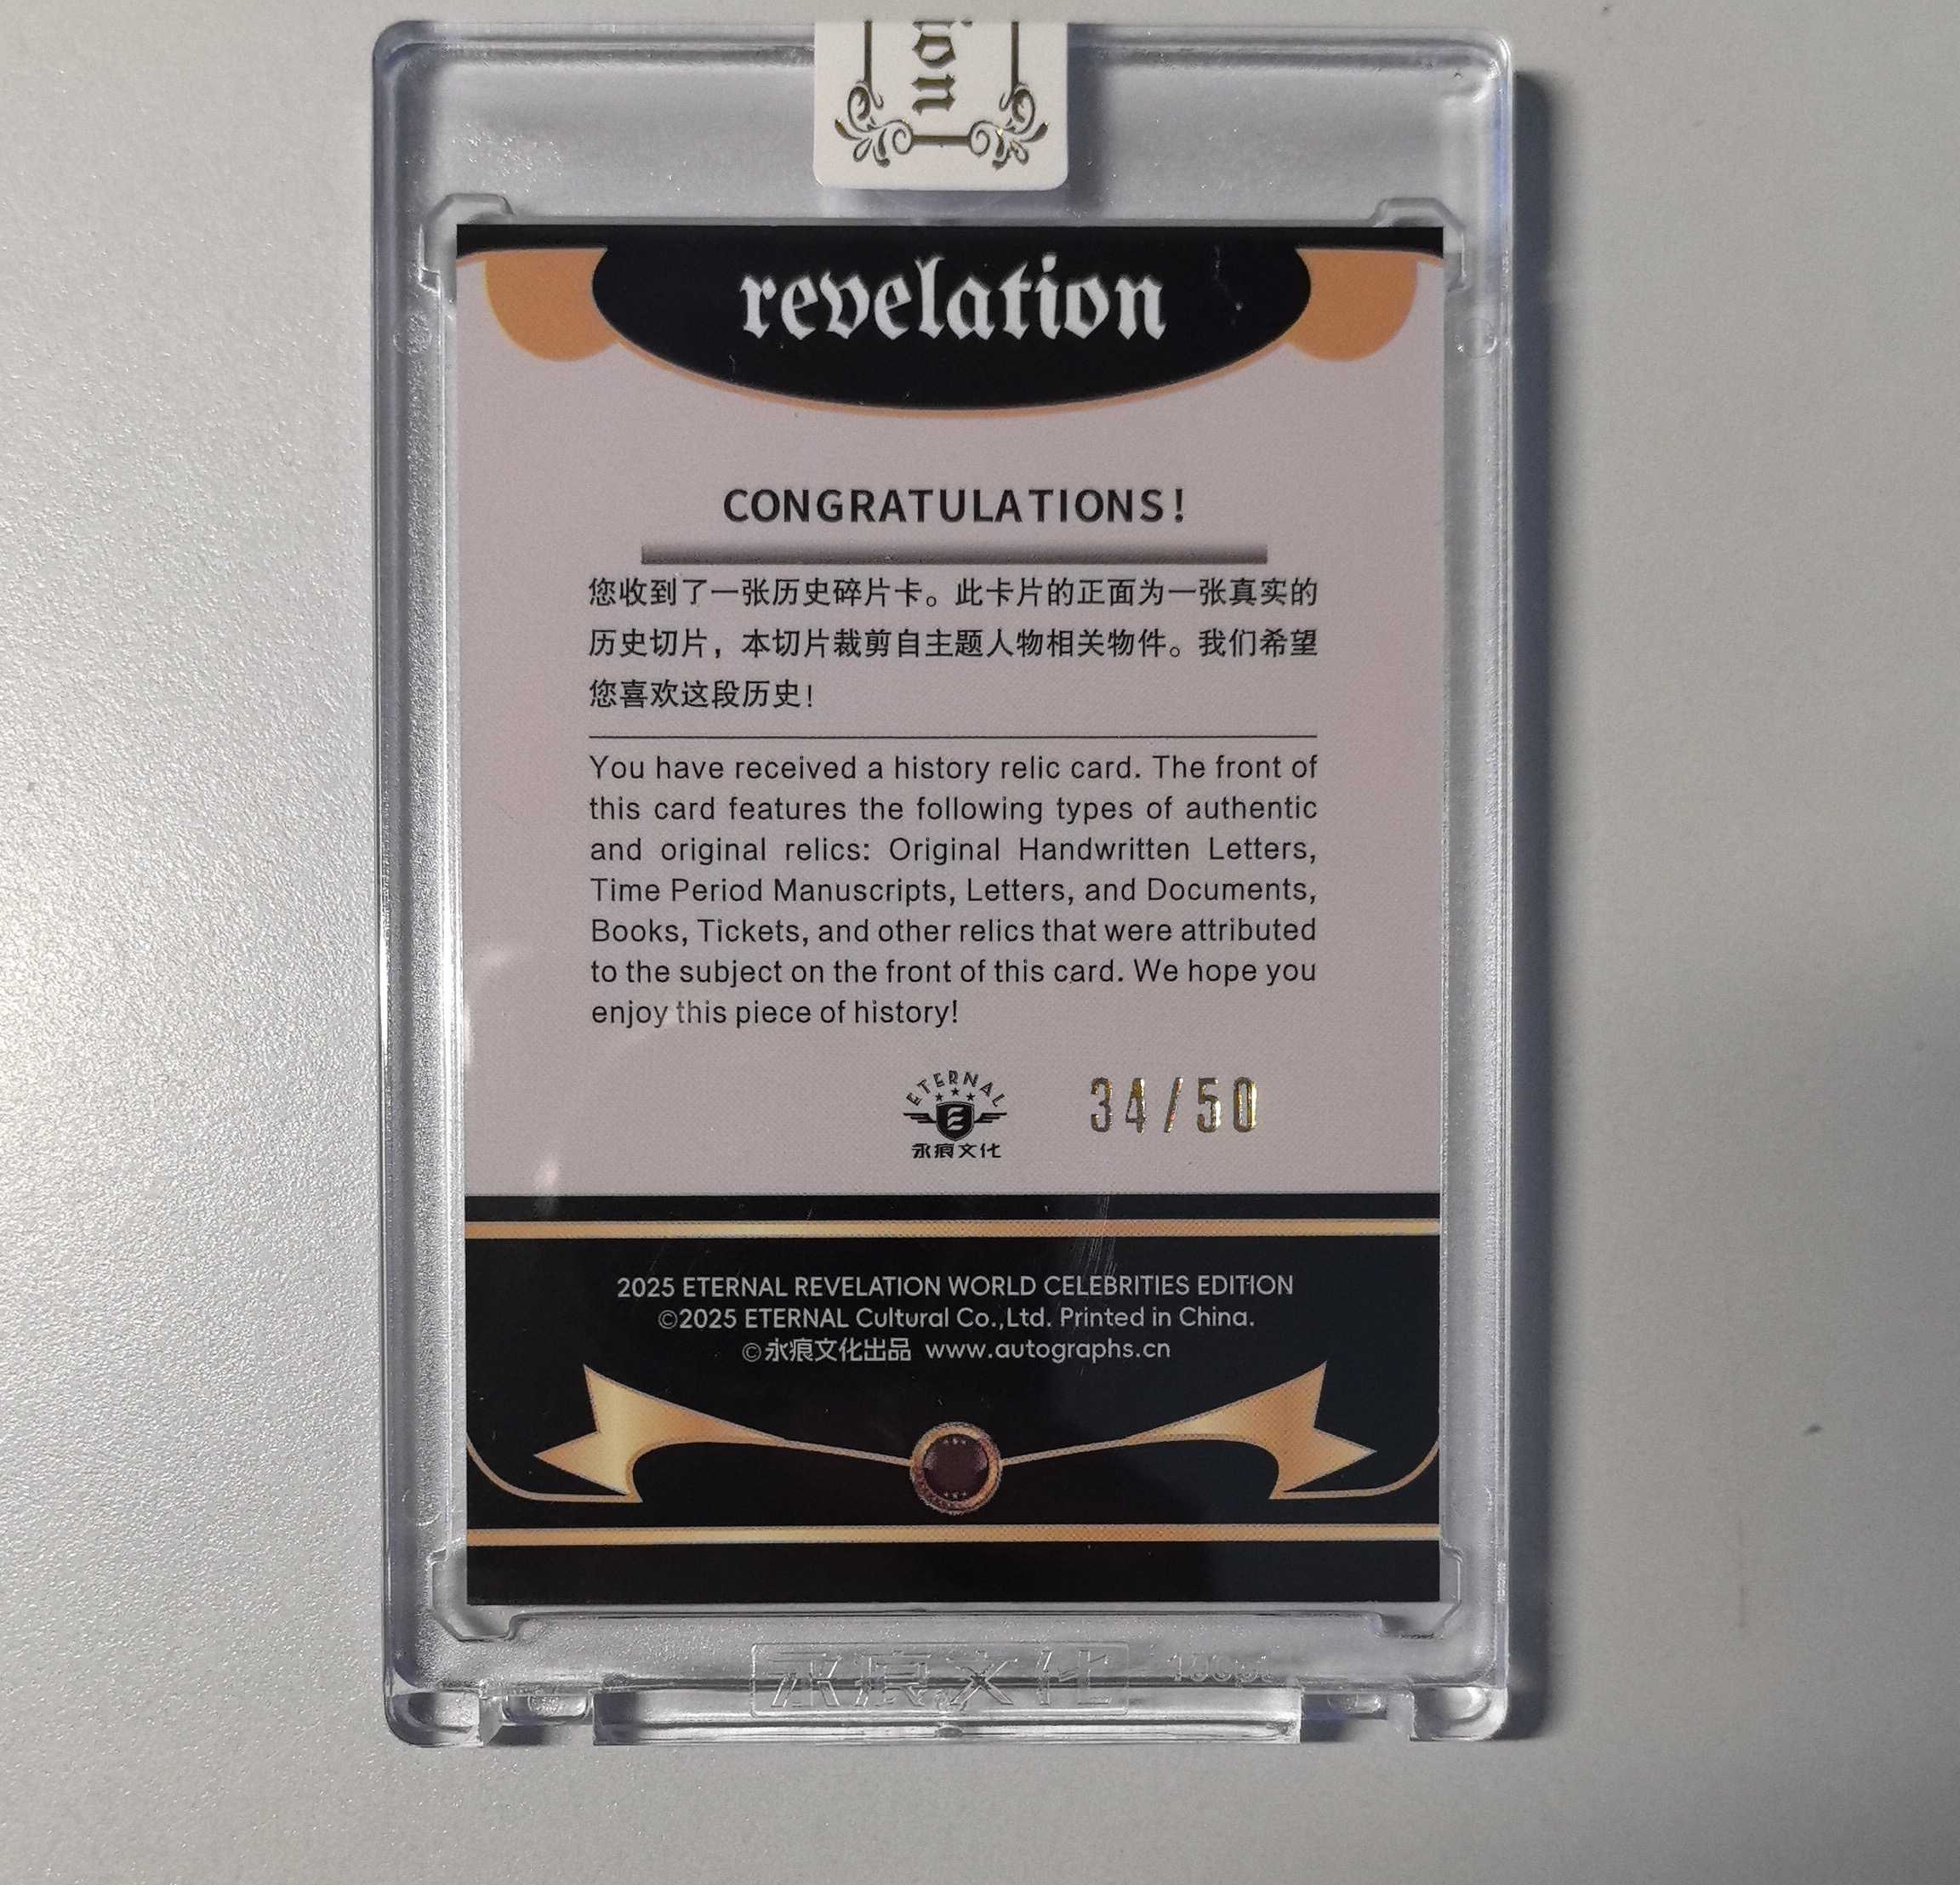 ion
revelation
CONGRATULATIONS!
您收到了一张历史碎片卡。此卡片的正面为一张真实的
历史切片，本切片裁剪自主题人物相关物件。我们希望
您喜欢这段历史！
You have received a history relic card. The front of
this card features the following types of authentic
and original relics: Original Handwritten Letters,
Time Period Manuscripts, Letters, and Documents,
Books, Tickets, and other relics that were attributed
to the subject on the front of this card. We hope you
enjoy this piece of history!
ETERNAL
永痕文化
34/50
2025 ETERNAL REVELATION WORLD CELEBRITIES EDITION
©2025 ETERNAL Cultural Co.,Ltd. Printed in China.
©永痕文化出品 www.autographs.cn
永痕文化